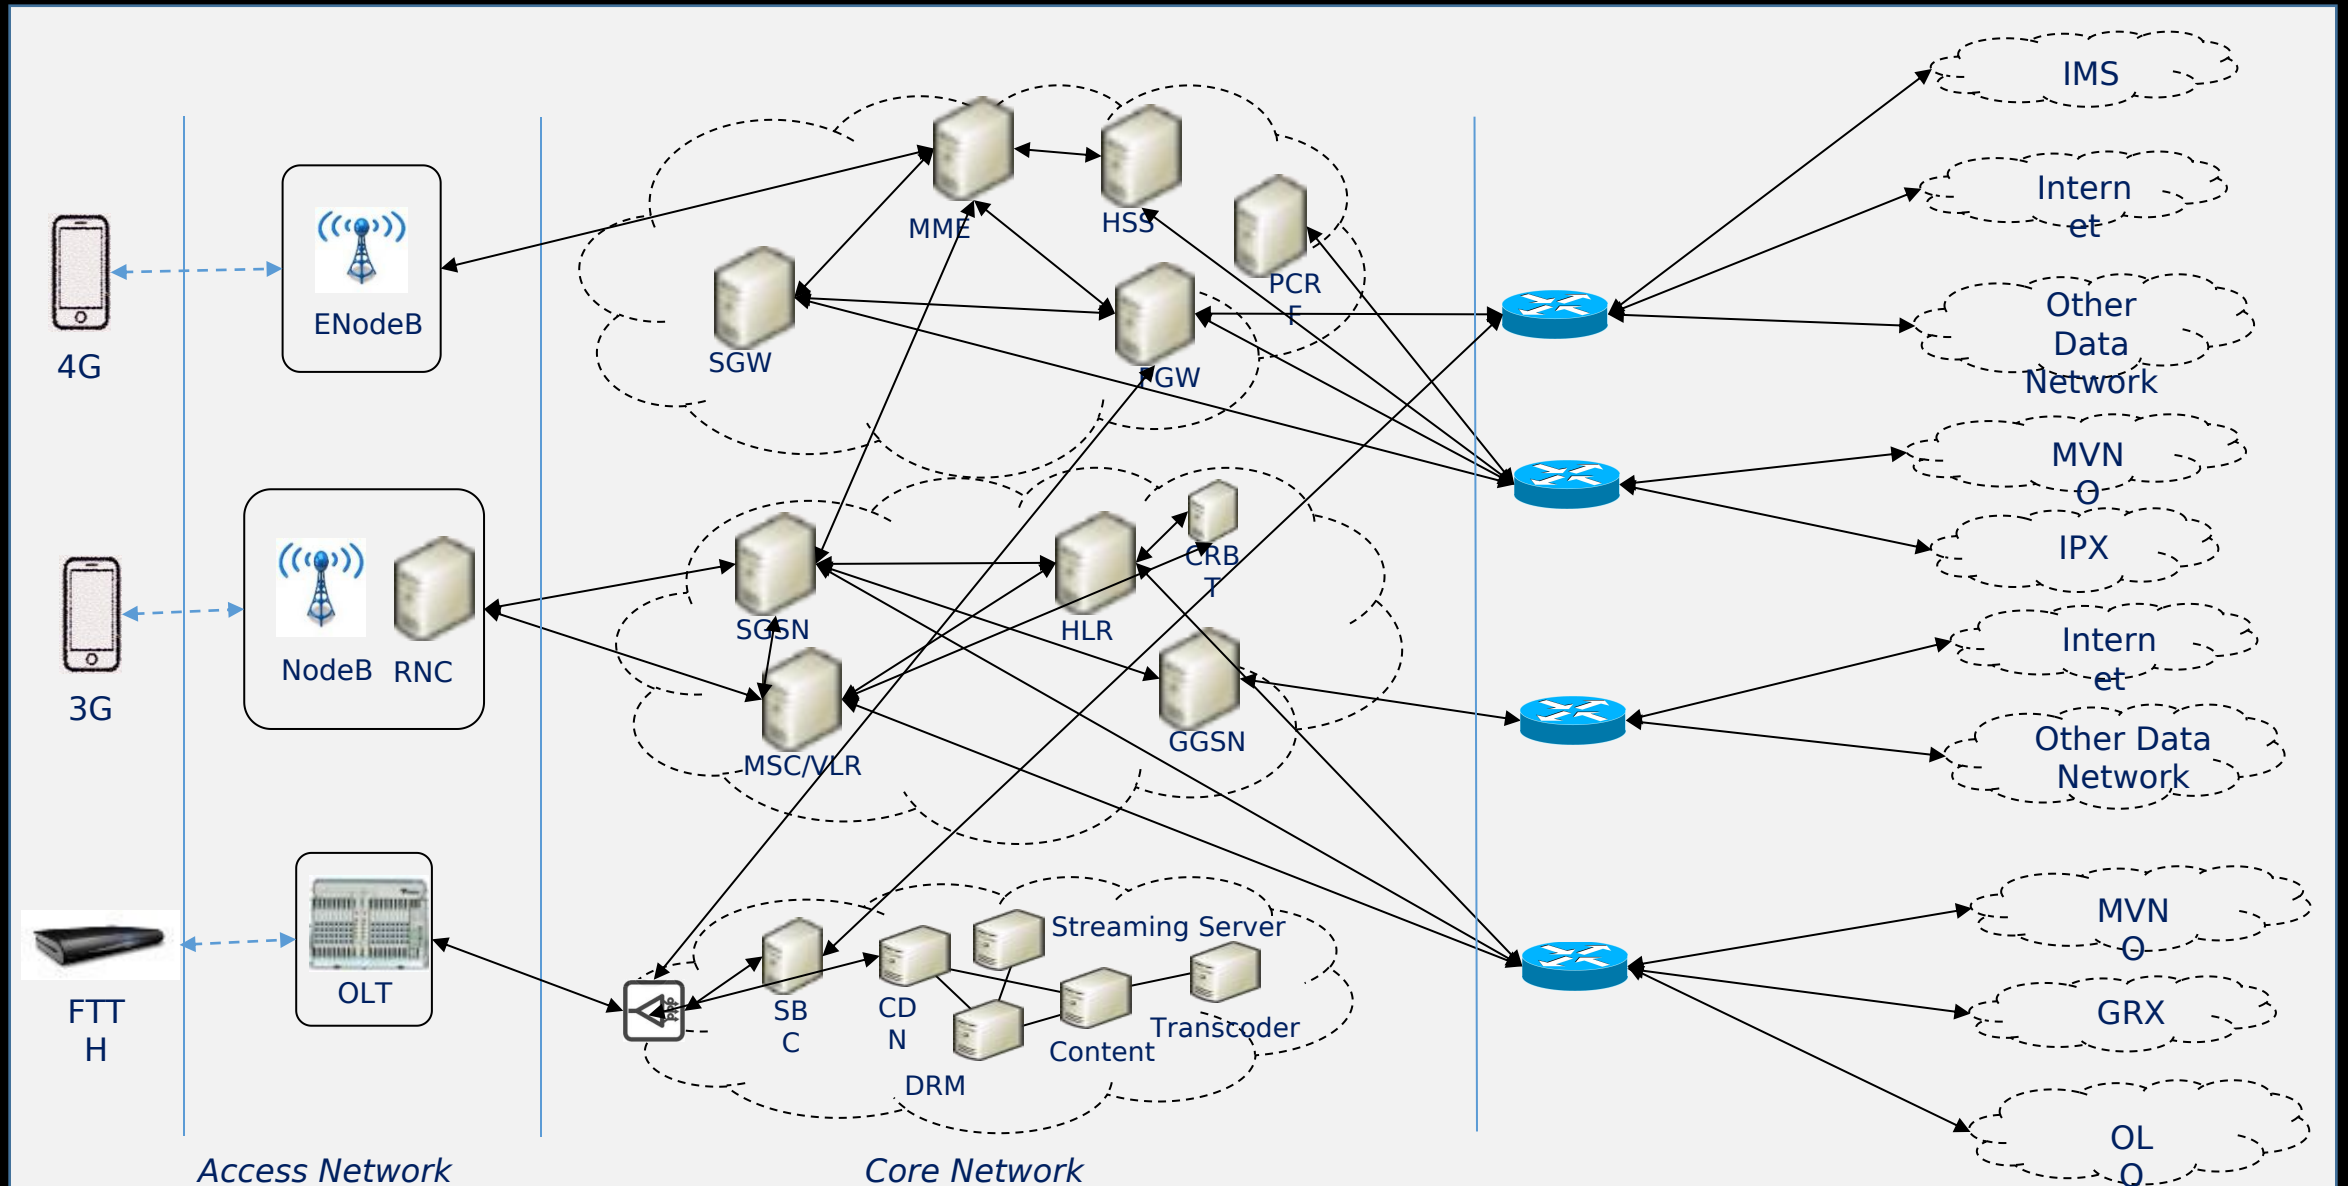 IMS
Intern
et
Other
Data
Network
MVN
O
IPX
Intern
et
Other Data
Network
MVN
O
GRX
OL
O
4G
3G
FTT
H
ENodeB
NodeB
RNC
OLT
MME
HSS
PCR
F
SGW
PGW
SGSN
HLR
CRB
T
MSC/VLR
GGSN
SB
C
CD
N
Streaming Server
Transcoder
Content
DRM
Access Network
Core Network